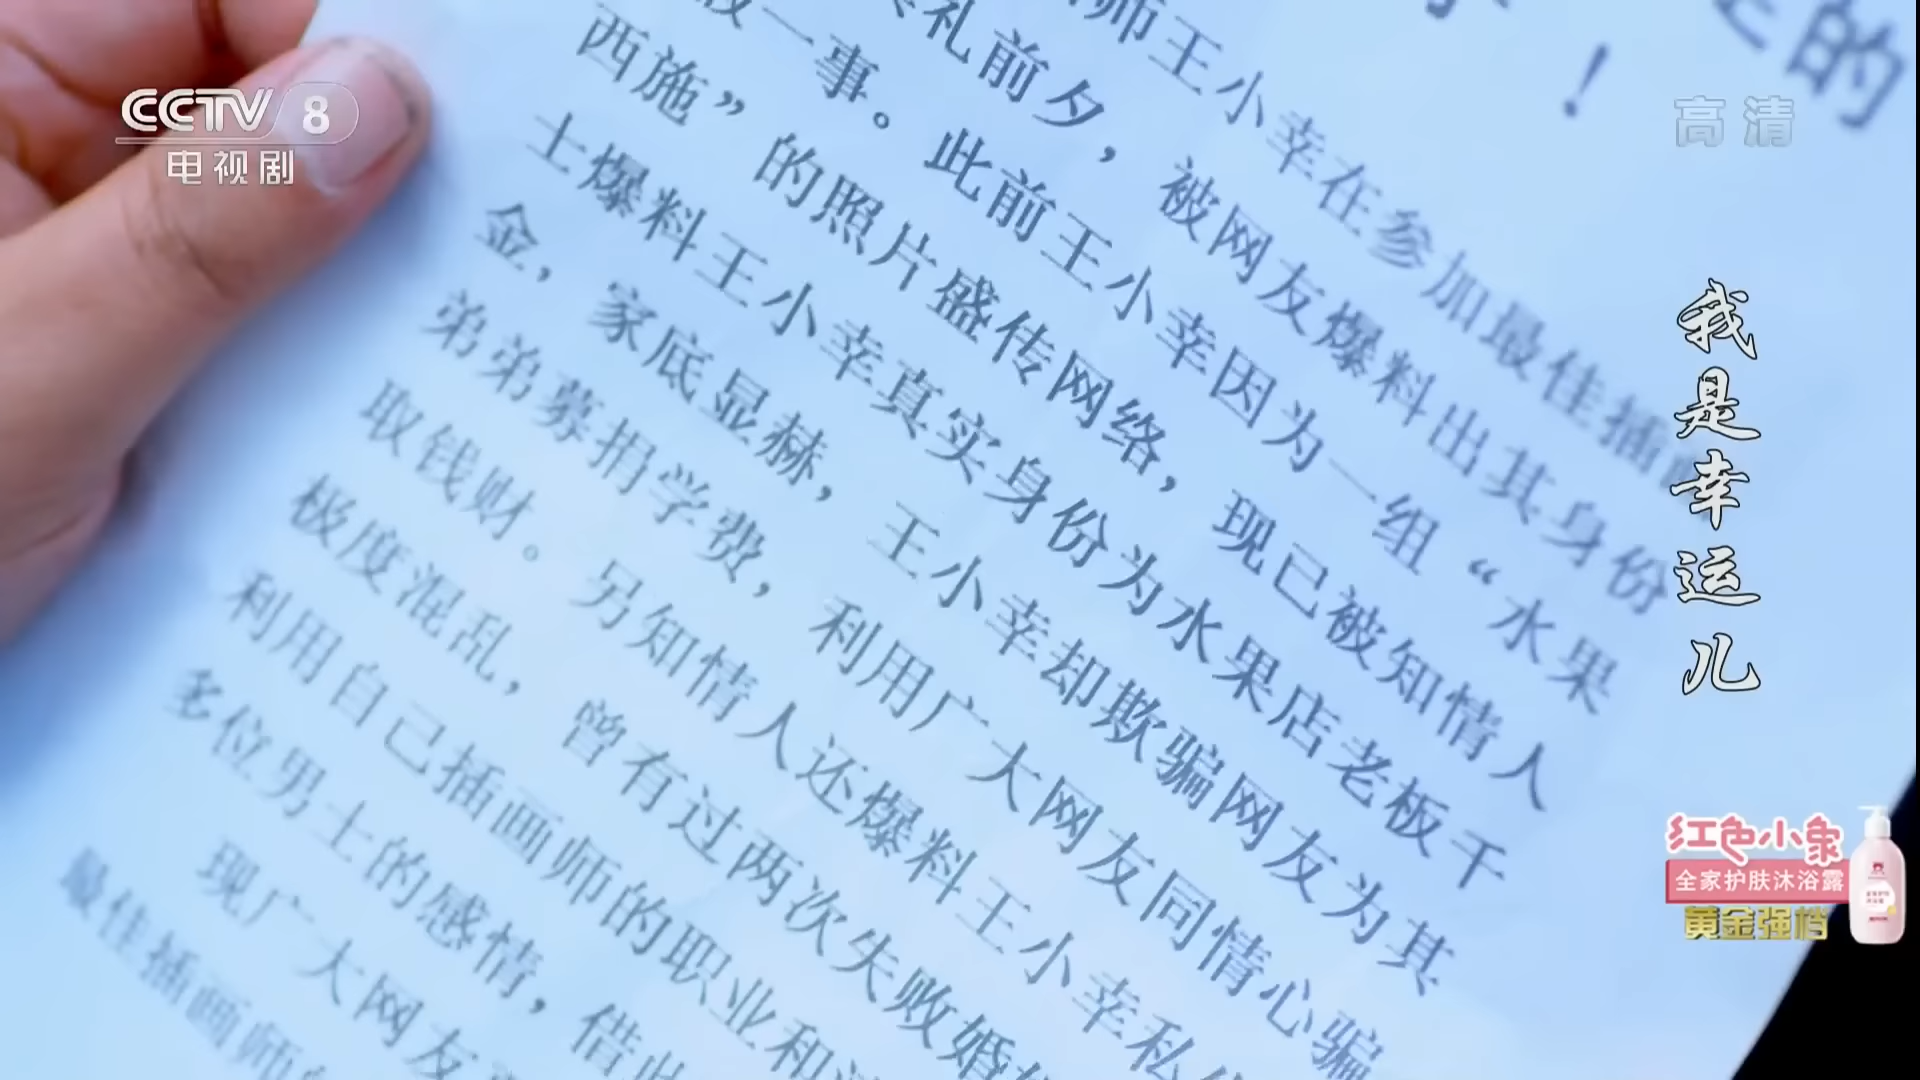 CCTV 8
电视剧
高清
的
！
师王小幸在参加最佳插画
礼前夕，被网友爆料出其身份
一事。此前王小幸因为一组“水果
西施”的照片盛传网络，现已被知情人
士爆料王小幸真实身份为水果店老板千
金，家底显赫，王小幸却欺骗网友为其
弟弟募捐学费，利用广大网友同情心骗
取钱财。另知情人还爆料王小幸私
极度混乱，曾有过两次失败婚
利用自己插画师的职业和
多位男士的感情，借此
现广大网友
最佳插画师
我是幸运儿
红色小象
全家护肤沐浴露
黄金强档